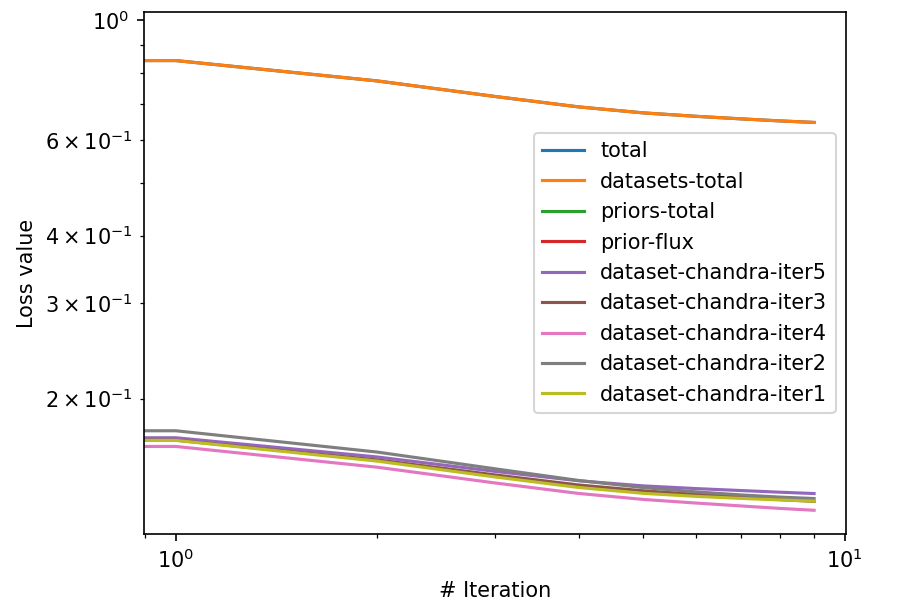 10⁰
6 × 10⁻¹
4 × 10⁻¹
3 × 10⁻¹
2 × 10⁻¹
Loss value
total
datasets-total
priors-total
prior-flux
dataset-chandra-iter5
dataset-chandra-iter3
dataset-chandra-iter4
dataset-chandra-iter2
dataset-chandra-iter1
10⁰
10¹
# Iteration